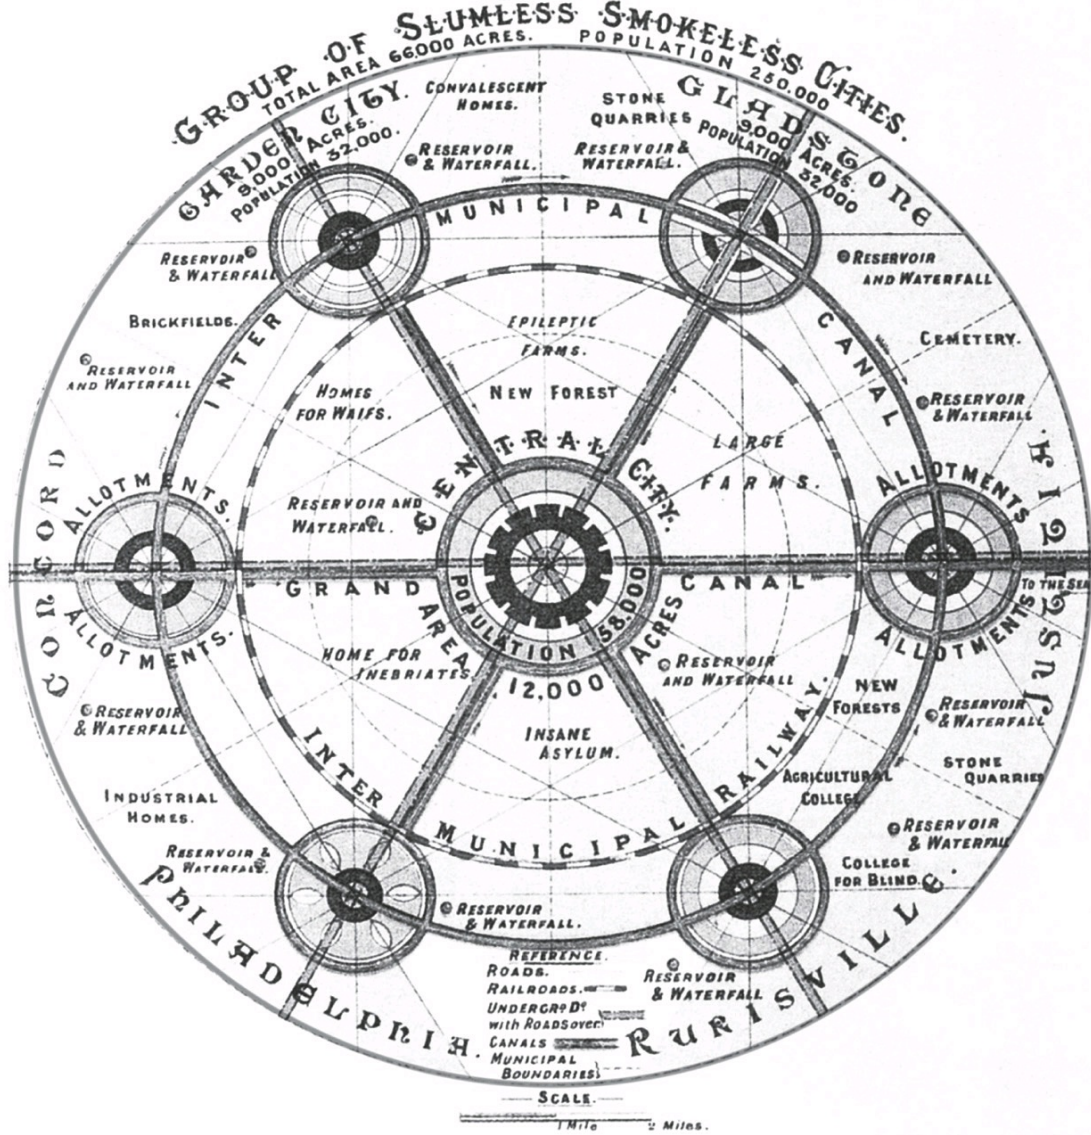 GROUP OF SLUMLESS SMOKELESS CITIES.
TOTAL AREA 66,000 ACRES. POPULATION 250,000
GARDEN CITY.
9,000 ACRES.
POPULATION 32,000.
CONVALESCENT
HOMES.
STONE
QUARRIES
GLADSTONE
9,000 ACRES.
POPULATION 32,000
RESERVOIR
& WATERFALL.
RESERVOIR &
WATERFALL.
INTER MUNICIPAL CANAL
RESERVOIR
& WATERFALL
RESERVOIR
AND WATERFALL
BRICKFIELDS.
EPILEPTIC
FARMS.
CEMETERY.
RESERVOIR
AND WATERFALL
HOMES
FOR WAIFS.
NEW FOREST
RESERVOIR
& WATERFALL
LARGE
FARMS.
CENTRAL CITY.
CONCORD
ALLOTMENTS.
RESERVOIR AND
WATERFALL.
ALLOTMENTS
JUSTITIA
GRAND CANAL
TO THE SEA
POPULATION 58,000
AREA 12,000 ACRES
ALLOTMENTS.
ALLOTMENTS
HOME FOR
INEBRIATES.
RESERVOIR
AND WATERFALL
NEW
FORESTS
RESERVOIR
& WATERFALL
RESERVOIR
& WATERFALL
INSANE
ASYLUM.
STONE
QUARRIES
INTER MUNICIPAL RAILWAY.
AGRICULTURAL
COLLEGE
INDUSTRIAL
HOMES.
RESERVOIR
& WATERFALL
RESERVOIR &
WATERFALL.
COLLEGE
FOR BLIND.
PHILADELPHIA.
RESERVOIR
& WATERFALL.
RURISVILLE.
RESERVOIR
& WATERFALL
REFERENCE.
ROADS.
RAILROADS.
UNDERGRD.
with ROADS over
CANALS
MUNICIPAL
BOUNDARIES
SCALE.
1 Mile 2 Miles.